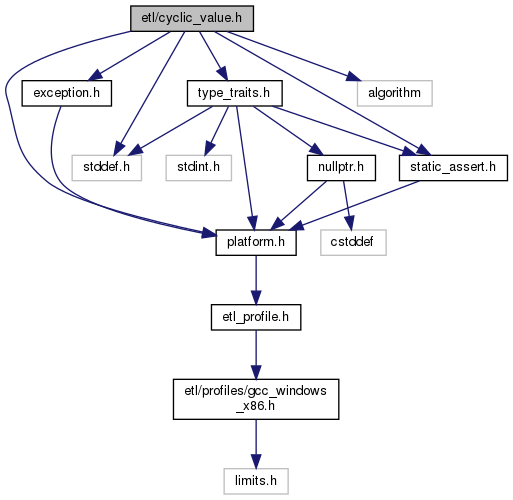 etl/cyclic_value.h
exception.h
type_traits.h
algorithm
stddef.h
stdint.h
nullptr.h
static_assert.h
platform.h
cstddef
etl_profile.h
etl/profiles/gcc_windows
_x86.h
limits.h